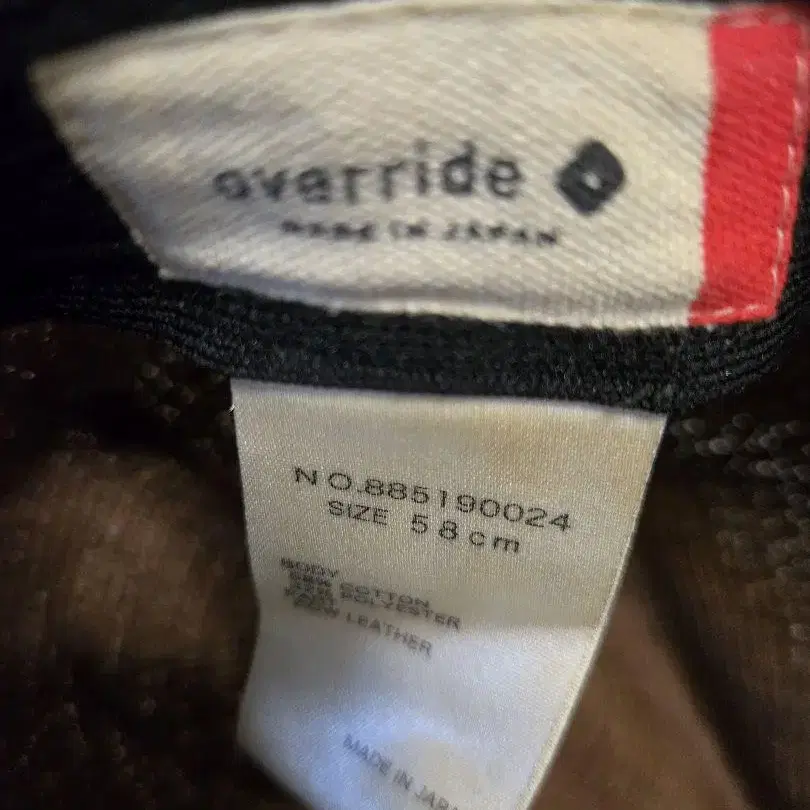 override
MADE IN JAPAN
NO.885190024
SIZE 58cm
BODY
COTTON
POLYESTER
LEATHER
MADE IN JAPA